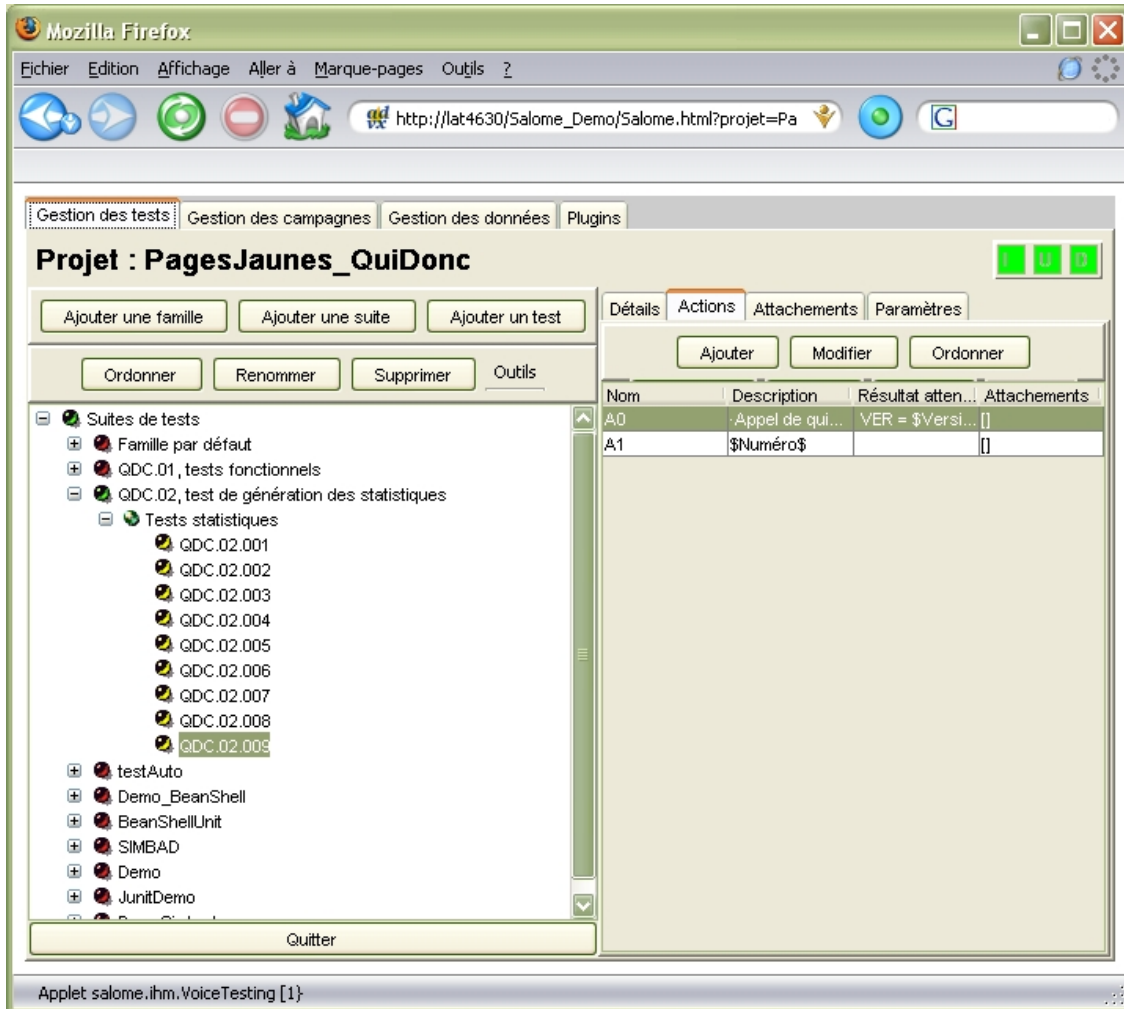 Mozilla Firefox
Fichier Edition Affichage Aller à Marque-pages Outils ?
http://lat4630/Salome_Demo/Salome.html?projet=Pa G
Gestion des tests Gestion des campagnes Gestion des données Plugins
Projet : PagesJaunes_QuiDonc I U D
Ajouter une famille Ajouter une suite Ajouter un test
Ordonner Renommer Supprimer Outils
Suites de tests
Famille par défaut
QDC.01, tests fonctionnels
QDC.02, test de génération des statistiques
Tests statistiques
QDC.02.001
QDC.02.002
QDC.02.003
QDC.02.004
QDC.02.005
QDC.02.006
QDC.02.007
QDC.02.008
QDC.02.009
testAuto
Demo_BeanShell
BeanShellUnit
SIMBAD
Demo
JunitDemo
Quitter
Détails Actions Attachements Paramètres
Ajouter Modifier Ordonner
Nom Description Résultat atten... Attachements
A0 -Appel de qui... VER = $Versi... []
A1 $Numéro$ []
Applet salome.ihm.VoiceTesting [1}